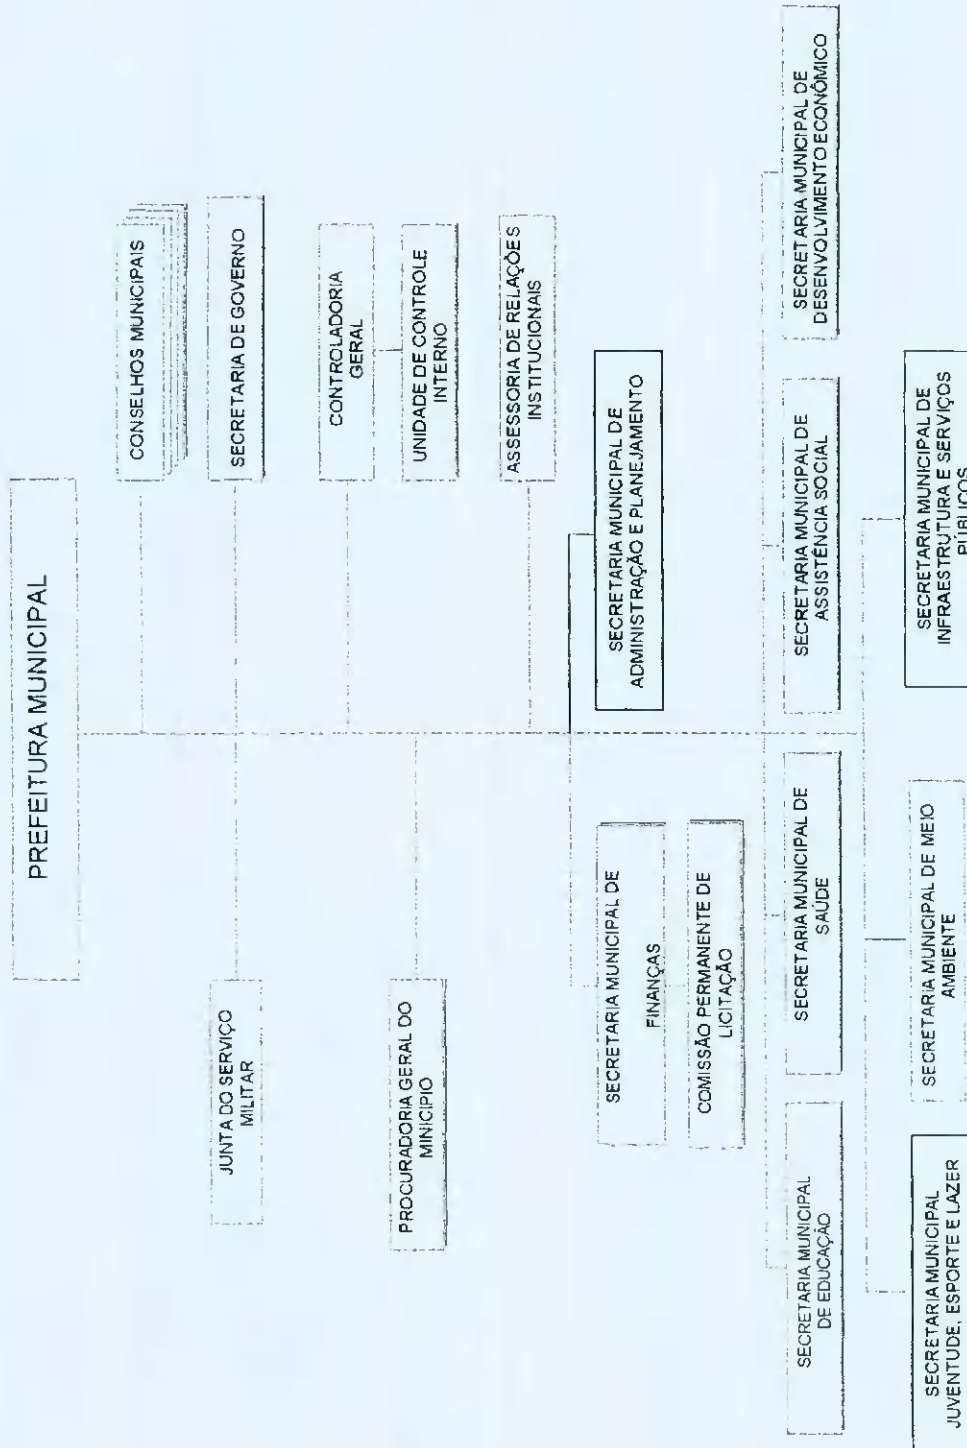 PREFEITURA MUNICIPAL
CONSELHOS MUNICIPAIS
JUNTA DO SERVIÇO
MILITAR
SECRETARIA DE GOVERNO
CONTROLADORIA
GERAL
PROCURADORIA GERAL DO
MINICIPIO
UNIDADE DE CONTROLE
INTERNO
ASSESSORIA DE RELAÇÕES
INSTITUCIONAIS
SECRETARIA MUNICIPAL DE
FINANÇAS
SECRETARIA MUNICIPAL DE
ADMINISTRAÇÃO E PLANEJAMENTO
COMISSÃO PERMANENTE DE
LICITAÇÃO
SECRETARIA MUNICIPAL
DE EDUCAÇÃO
SECRETARIA MUNICIPAL DE
SAÚDE
SECRETARIA MUNICIPAL DE
ASSISTÊNCIA SOCIAL
SECRETARIA MUNICIPAL DE
DESENVOLVIMENTO ECONÔMICO
SECRETARIA MUNICIPAL
JUVENTUDE, ESPORTE E LAZER
SECRETARIA MUNICIPAL DE MEIO
AMBIENTE
SECRETARIA MUNICIPAL DE
INFRAESTRUTURA E SERVIÇOS
PÚBLICOS